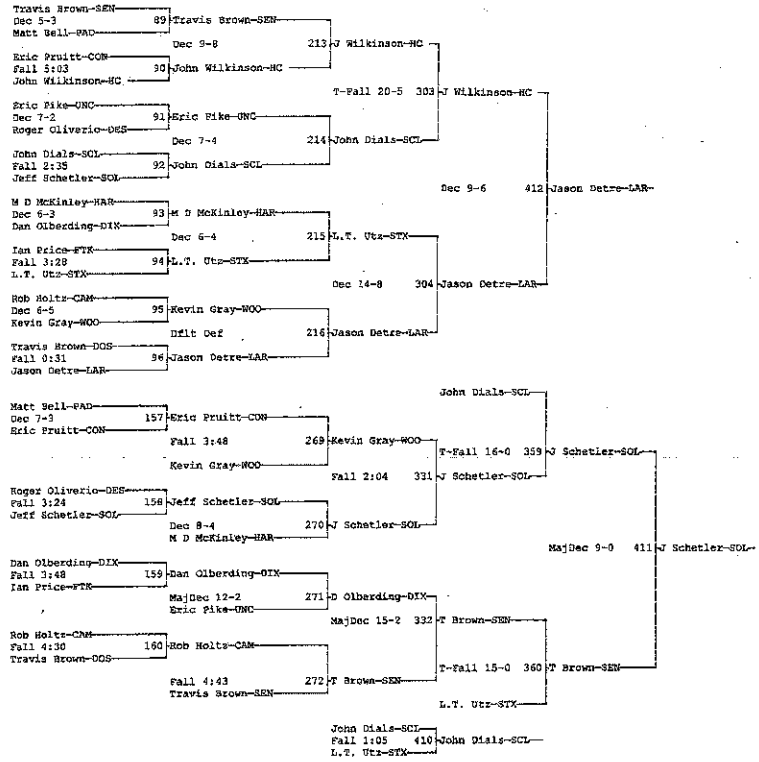 Travis Brown-SEN
Dec 5-3 89 Travis Brown-SEN
Matt Bell-PAD
Dec 9-8 213 J Wilkinson-HC
Eric Pruitt-CON
Fall 5:03 90 John Wilkinson-HC
John Wilkinson-HC
T-Fall 20-5 303 J Wilkinson-HC
Eric Pike-UNC
Dec 7-2 91 Eric Pike-UNC
Roger Oliverio-DES
Dec 7-4 214 John Dials-SCL
John Dials-SCL
Fall 2:35 92 John Dials-SCL
Jeff Schetler-SOL
Dec 9-6 412 Jason Detre-LAR
M D McKinley-HAR
Dec 6-3 93 M D McKinley-HAR
Dan Olberding-DIX
Dec 6-4 215 L.T. Utz-STX
Ian Price-FTK
Fall 3:28 94 L.T. Utz-STX
L.T. Utz-STX
Dec 14-8 304 Jason Detre-LAR
Rob Holtz-CAM
Dec 6-5 95 Kevin Gray-WOO
Kevin Gray-WOO
Dflt Def 216 Jason Detre-LAR
Travis Brown-DOS
Fall 0:31 96 Jason Detre-LAR
Jason Detre-LAR
John Dials-SCL
Matt Bell-PAD
Dec 7-3 157 Eric Pruitt-CON
Eric Pruitt-CON
Fall 3:48 269 Kevin Gray-WOO
T-Fall 16-0 359 J Schetler-SOL
Kevin Gray-WOO
Fall 2:04 331 J Schetler-SOL
Roger Oliverio-DES
Fall 3:24 158 Jeff Schetler-SOL
Jeff Schetler-SOL
Dec 8-4 270 J Schetler-SOL
M D McKinley-HAR
MajDec 9-0 411 J Schetler-SOL
Dan Olberding-DIX
Fall 3:48 159 Dan Olberding-DIX
Ian Price-FTK
MajDec 12-2 271 D Olberding-DIX
Eric Pike-UNC
MajDec 15-2 332 T Brown-SEN
Rob Holtz-CAM
Fall 4:30 160 Rob Holtz-CAM
Travis Brown-DOS
T-Fall 15-0 360 T Brown-SEN
Fall 4:43 272 T Brown-SEN
Travis Brown-SEN
L.T. Utz-STX
John Dials-SCL
Fall 1:05 410 John Dials-SCL
L.T. Utz-STX